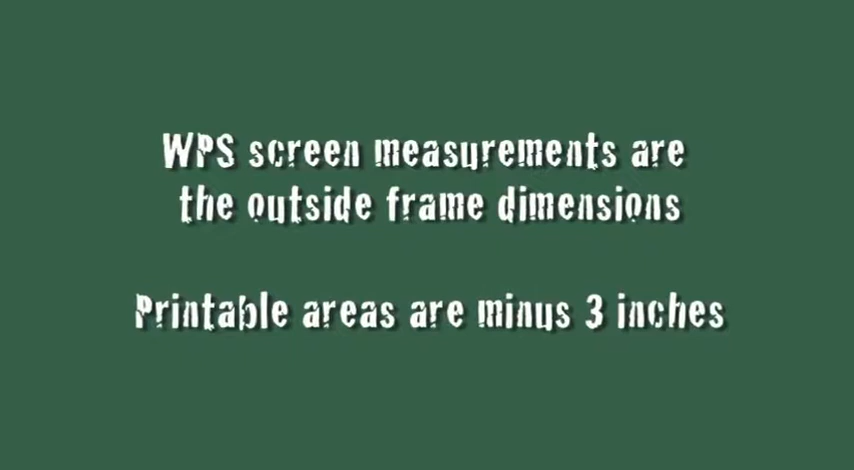 WPS screen measurements are
the outside frame dimensions
Printable areas are minus 3 inches